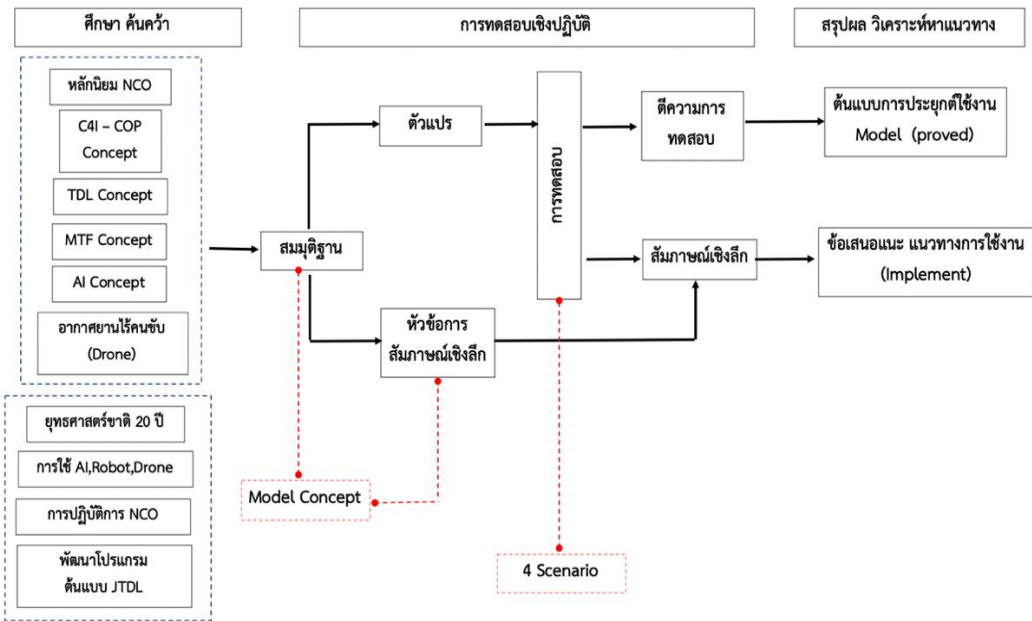 ศึกษา ค้นคว้า
การทดสอบเชิงปฏิบัติ
สรุปผล วิเคราะห์หาแนวทาง
หลักนิยม NCO
C4I – COP
Concept
TDL Concept
MTF Concept
AI Concept
อากาศยานไร้คนขับ
(Drone)
ยุทธศาสตร์ชาติ 20 ปี
การใช้ AI,Robot,Drone
การปฏิบัติการ NCO
พัฒนาโปรแกรม
ต้นแบบ JTDL
สมมุติฐาน
ตัวแปร
หัวข้อการ
สัมภาษณ์เชิงลึก
Model Concept
การทดสอบ
4 Scenario
ตีความการ
ทดสอบ
สัมภาษณ์เชิงลึก
ต้นแบบการประยุกต์ใช้งาน
Model (proved)
ข้อเสนอแนะ แนวทางการใช้งาน
(Implement)